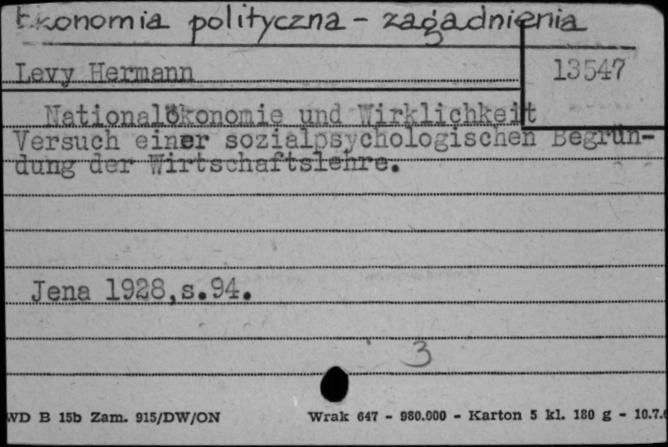 Ekonomia polityczna - zagadnienia
Levy Hermann
13547
Nationalökonomie und Wirklichkeit
Versuch einer sozialpsychologischen Begrün-
dung der Wirtschaftslehre.
Jena 1928,s.94.
3
WD B 15b Zam. 915/DW/ON Wrak 647 - 980.000 - Karton 5 kl. 180 g - 10.7.